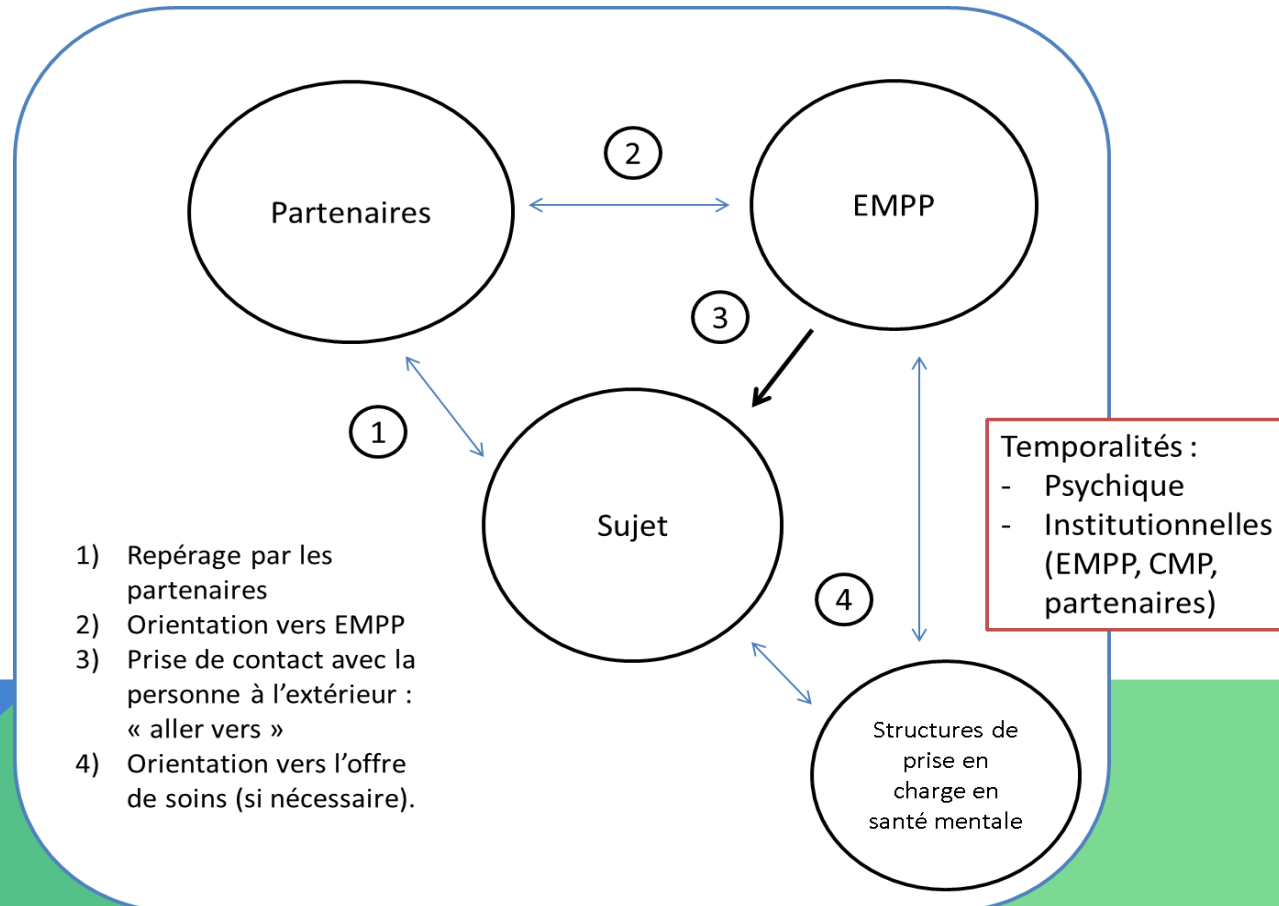 2
Partenaires
EMPP
3
1
Temporalités :
- Psychique
- Institutionnelles
(EMPP, CMP,
partenaires)
Sujet
1) Repérage par les
partenaires
2) Orientation vers EMPP
3) Prise de contact avec la
personne à l’extérieur :
« aller vers »
4) Orientation vers l’offre
de soins (si nécessaire).
4
Structures de
prise en
charge en
santé mentale